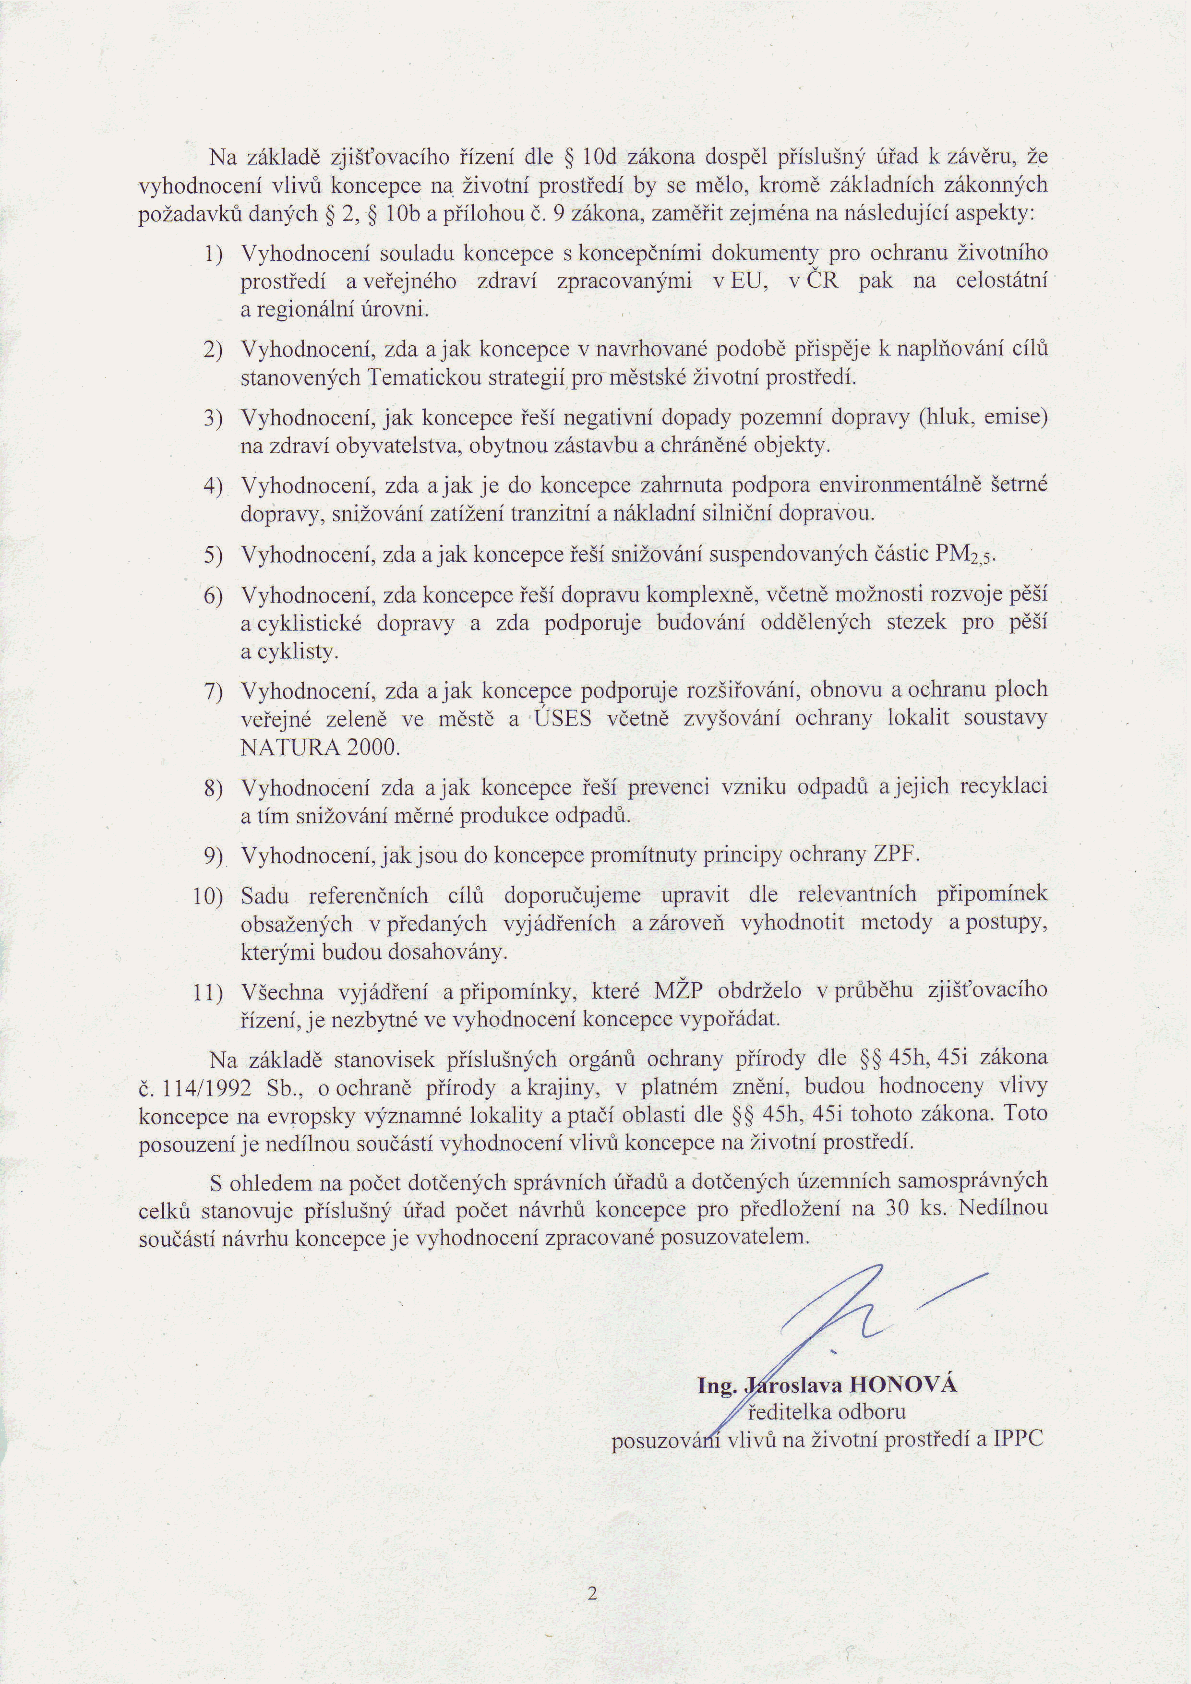 Na základě zjišťovacího řízení dle § 10d zákona dospěl příslušný úřad k závěru, že
vyhodnocení vlivů koncepce na životní prostředí by se mělo, kromě základních zákonných
požadavků daných § 2, § 10b a přílohou č. 9 zákona, zaměřit zejména na následující aspekty:
1) Vyhodnocení souladu koncepce s koncepčními dokumenty pro ochranu životního
prostředí a veřejného zdraví zpracovanými v EU, v ČR pak na celostátní
a regionální úrovni.
2) Vyhodnocení, zda a jak koncepce v navrhované podobě přispěje k naplňování cílů
stanovených Tematickou strategií pro městské životní prostředí.
3) Vyhodnocení, jak koncepce řeší negativní dopady pozemní dopravy (hluk, emise)
na zdraví obyvatelstva, obytnou zástavbu a chráněné objekty.
4) Vyhodnocení, zda a jak je do koncepce zahrnuta podpora environmentálně šetrné
dopravy, snižování zatížení tranzitní a nákladní silniční dopravou.
5) Vyhodnocení, zda a jak koncepce řeší snižování suspendovaných částic PM2,5.
6) Vyhodnocení, zda koncepce řeší dopravu komplexně, včetně možnosti rozvoje pěší
a cyklistické dopravy a zda podporuje budování oddělených stezek pro pěší
a cyklisty.
7) Vyhodnocení, zda a jak koncepce podporuje rozšiřování, obnovu a ochranu ploch
veřejné zeleně ve městě a ÚSES včetně zvyšování ochrany lokalit soustavy
NATURA 2000.
8) Vyhodnocení zda a jak koncepce řeší prevenci vzniku odpadů a jejich recyklaci
a tím snižování měrné produkce odpadů.
9) Vyhodnocení, jak jsou do koncepce promítnuty principy ochrany ZPF.
10) Sadu referenčních cílů doporučujeme upravit dle relevantních připomínek
obsažených v předaných vyjádřeních a zároveň vyhodnotit metody a postupy,
kterými budou dosahovány.
11) Všechna vyjádření a připomínky, které MŽP obdrželo v průběhu zjišťovacího
řízení, je nezbytné ve vyhodnocení koncepce vypořádat.
Na základě stanovisek příslušných orgánů ochrany přírody dle §§ 45h, 45i zákona
č. 114/1992 Sb., o ochraně přírody a krajiny, v platném znění, budou hodnoceny vlivy
koncepce na evropsky významné lokality a ptačí oblasti dle §§ 45h, 45i tohoto zákona. Toto
posouzení je nedílnou součástí vyhodnocení vlivů koncepce na životní prostředí.
S ohledem na počet dotčených správních úřadů a dotčených územních samosprávných
celků stanovuje příslušný úřad počet návrhů koncepce pro předložení na 30 ks. Nedílnou
součástí návrhu koncepce je vyhodnocení zpracované posuzovatelem.
Ing. Jaroslava HONOVÁ
ředitelka odboru
posuzování vlivů na životní prostředí a IPPC
2